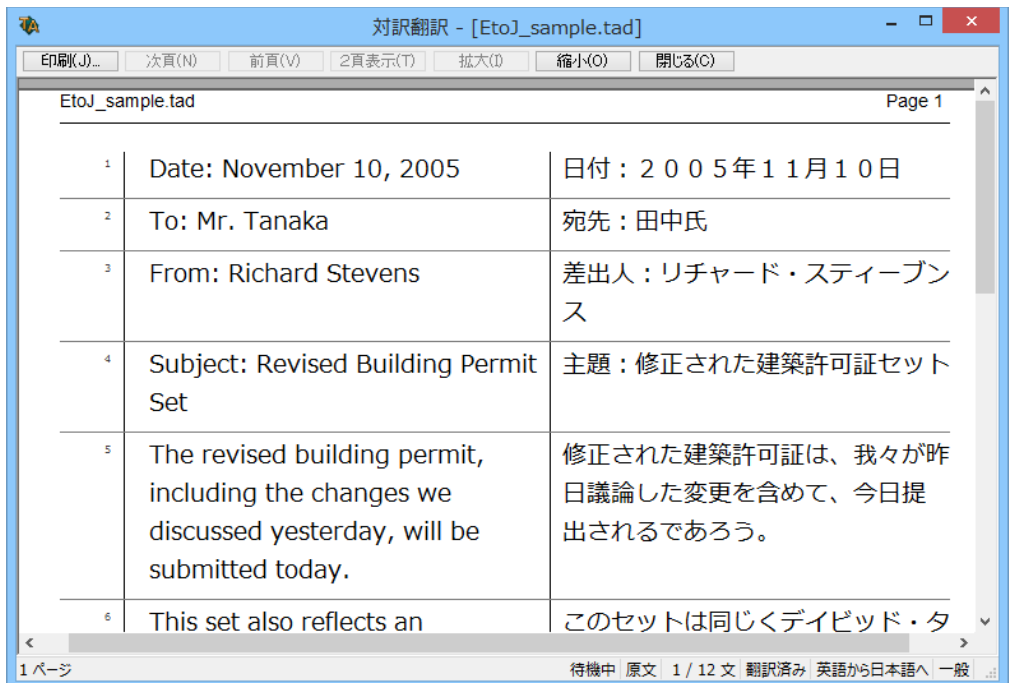 対訳翻訳 - [EtoJ_sample.tad]
印刷(J)... 次頁(N) 前頁(V) 2頁表示(T) 拡大(I) 縮小(O) 閉じる(C)
EtoJ_sample.tad Page 1
1 Date: November 10, 2005 日付：２００５年１１月１０日
2 To: Mr. Tanaka 宛先：田中氏
3 From: Richard Stevens 差出人：リチャード・スティーブン
ス
4 Subject: Revised Building Permit 主題：修正された建築許可証セット
Set
5 The revised building permit, 修正された建築許可証は、我々が昨
including the changes we 日議論した変更を含めて、今日提
discussed yesterday, will be 出されるであろう。
submitted today.
6 This set also reflects an このセットは同じくデイビッド・タ
1 ページ 待機中 原文 1 / 12 文 翻訳済み 英語から日本語へ 一般